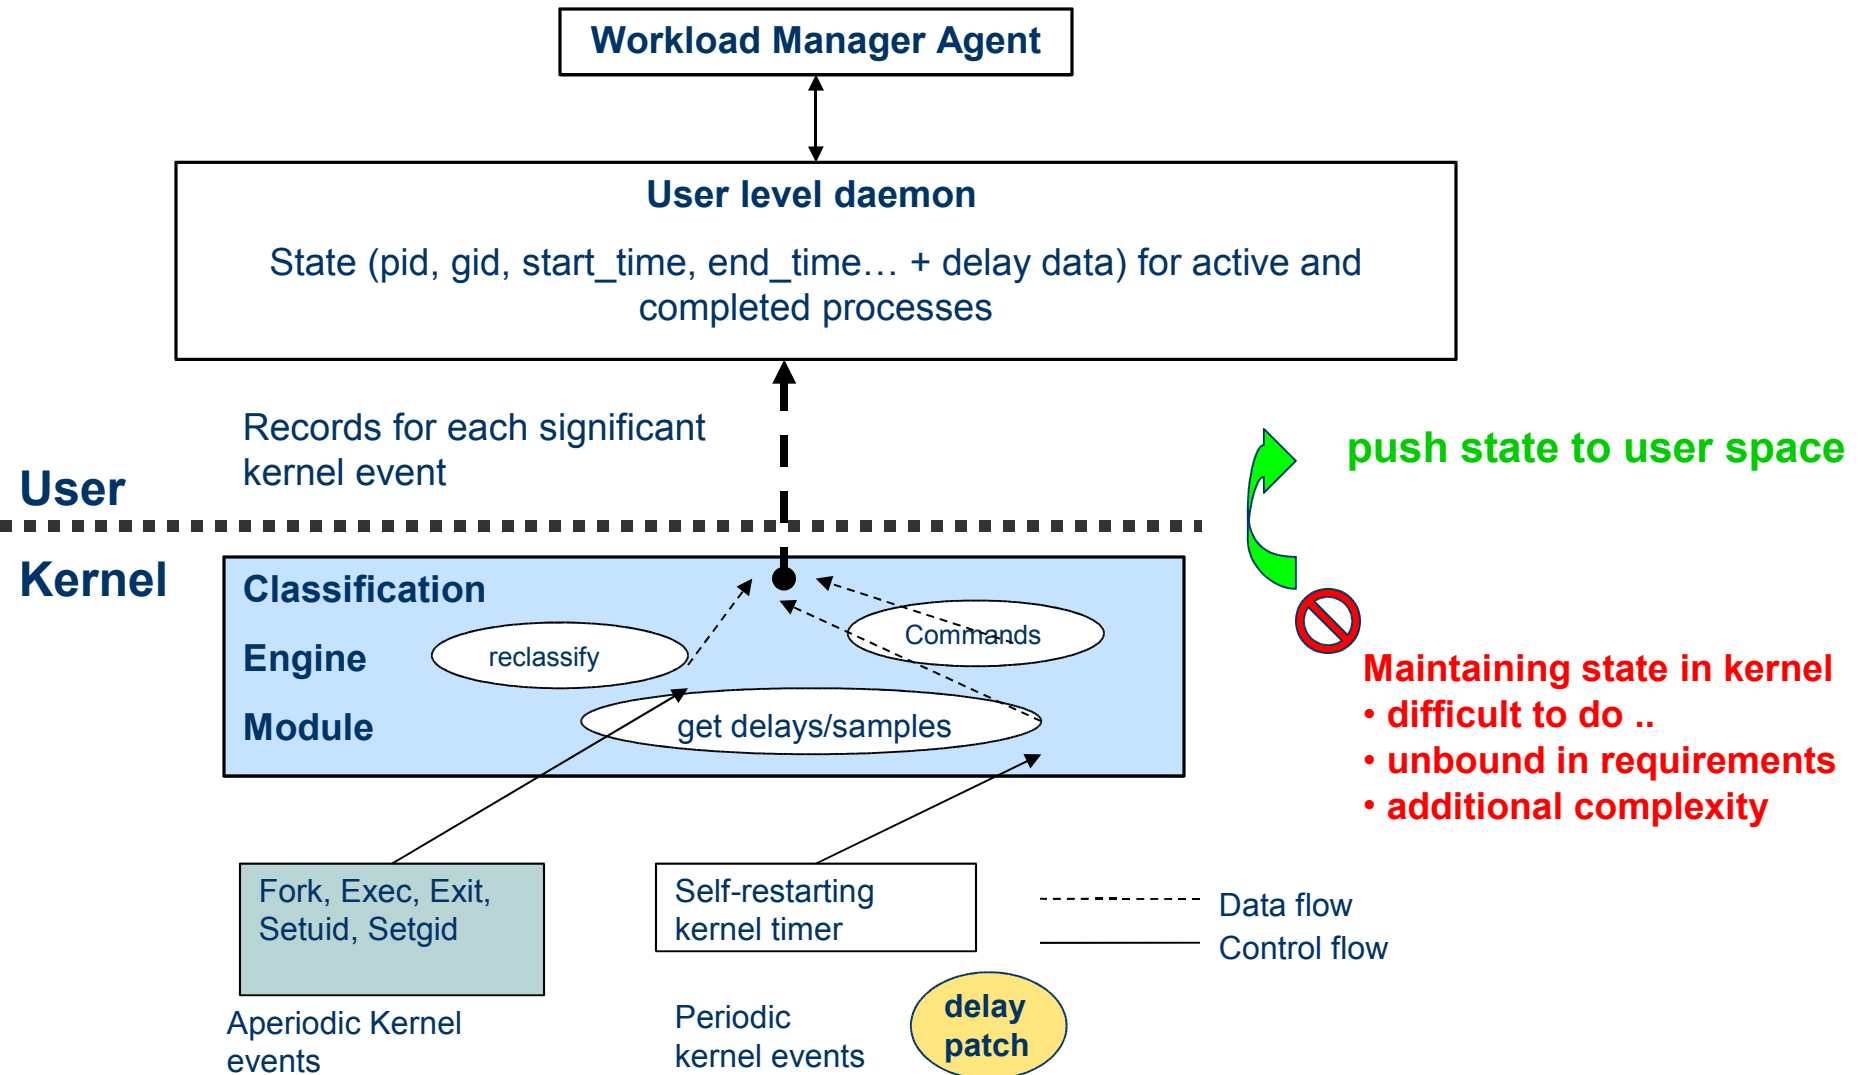 Workload Manager Agent
User level daemon
State (pid, gid, start_time, end_time… + delay data) for active and
completed processes
Records for each significant
kernel event
push state to user space
User
Kernel
Classification
Engine
Module
reclassify
Commands
get delays/samples
Maintaining state in kernel
• difficult to do ..
• unbound in requirements
• additional complexity
Fork, Exec, Exit,
Setuid, Setgid
Aperiodic Kernel
events
Self-restarting
kernel timer
Periodic
kernel events
delay
patch
Data flow
Control flow